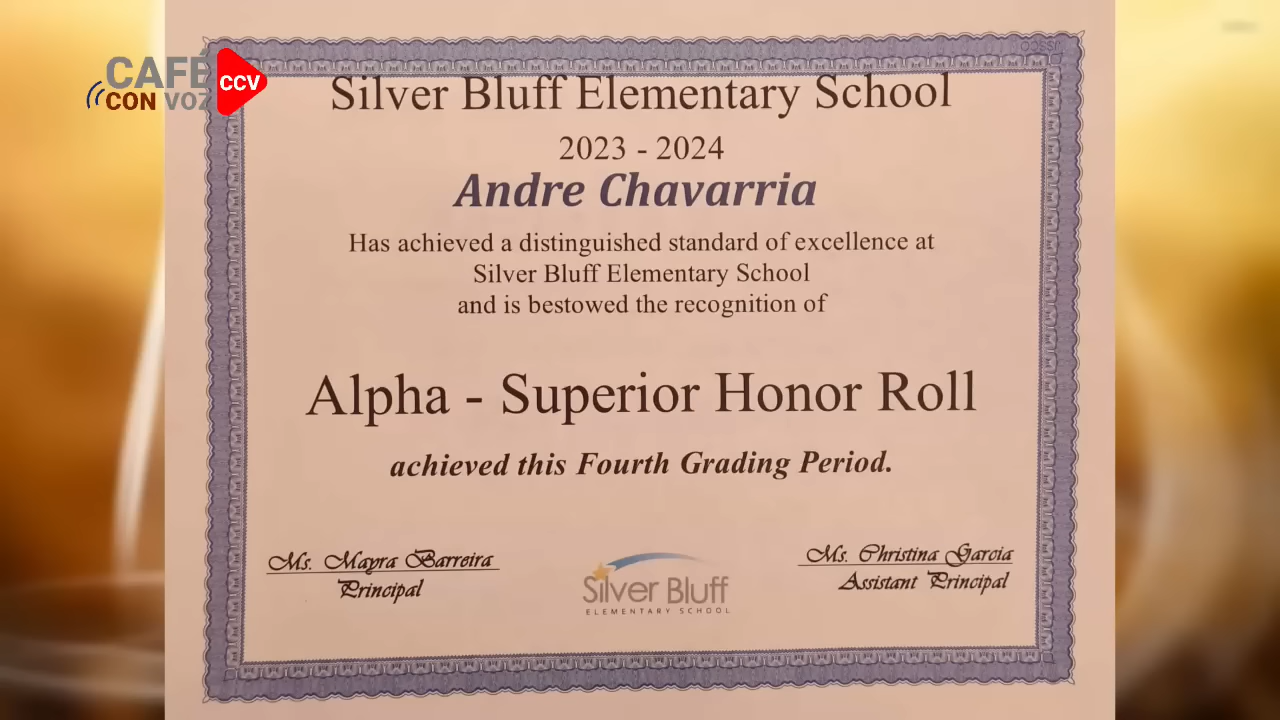 CAFÉ
CON VOZ
CCV
Silver Bluff Elementary School
2023 - 2024
Andre Chavarria
Has achieved a distinguished standard of excellence at
Silver Bluff Elementary School
and is bestowed the recognition of
Alpha - Superior Honor Roll
achieved this Fourth Grading Period.
Ms. Mayra Barreira
Principal
Ms. Christina Garcia
Assistant Principal
Silver Bluff
ELEMENTARY SCHOOL